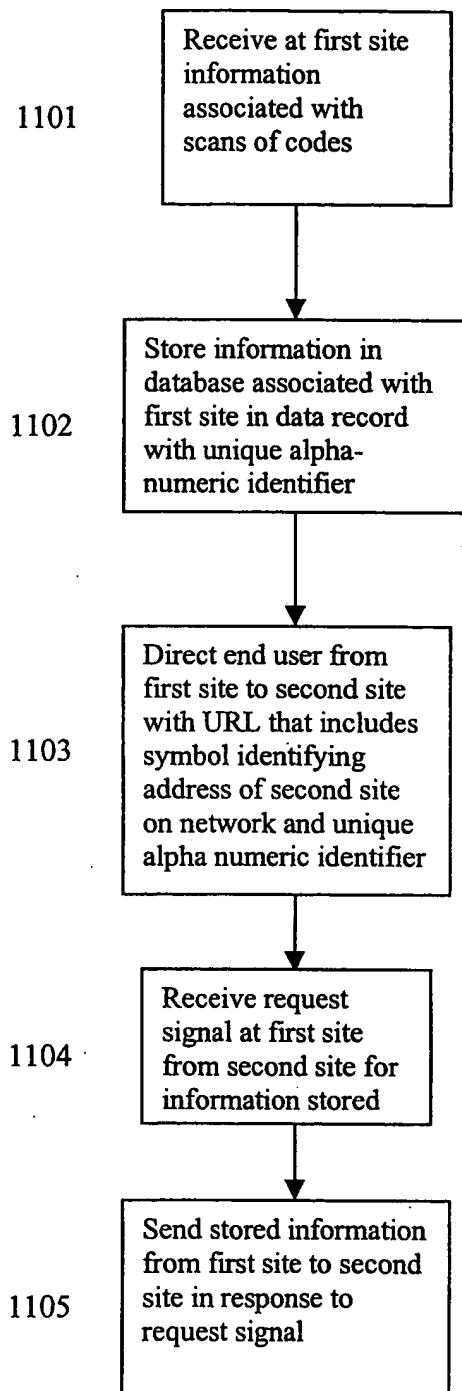 1101
Receive at first site
information
associated with
scans of codes
1102
Store information in
database associated with
first site in data record
with unique alpha-
numeric identifier
1103
Direct end user from
first site to second site
with URL that includes
symbol identifying
address of second site
on network and unique
alpha numeric identifier
1104
Receive request
signal at first site
from second site for
information stored
1105
Send stored information
from first site to second
site in response to
request signal